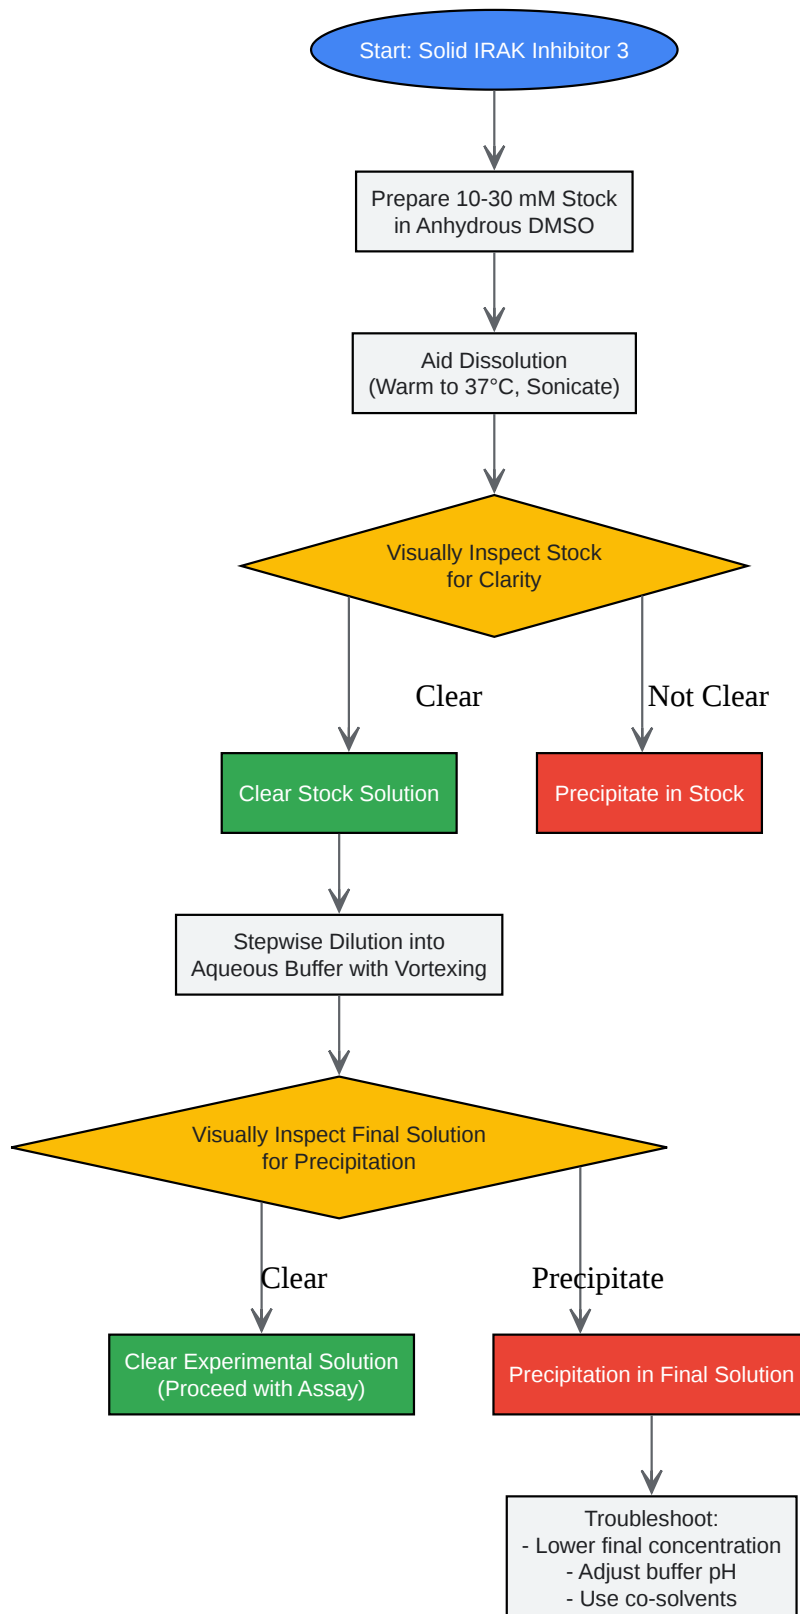 Start: Solid IRAK Inhibitor 3
Prepare 10-30 mM Stock
in Anhydrous DMSO
Aid Dissolution
(Warm to 37°C, Sonicate)
Visually Inspect Stock
for Clarity
Clear
Not Clear
Clear Stock Solution
Precipitate in Stock
Stepwise Dilution into
Aqueous Buffer with Vortexing
Visually Inspect Final Solution
for Precipitation
Clear
Precipitate
Clear Experimental Solution
(Proceed with Assay)
Precipitation in Final Solution
Troubleshoot:
- Lower final concentration
- Adjust buffer pH
- Use co-solvents